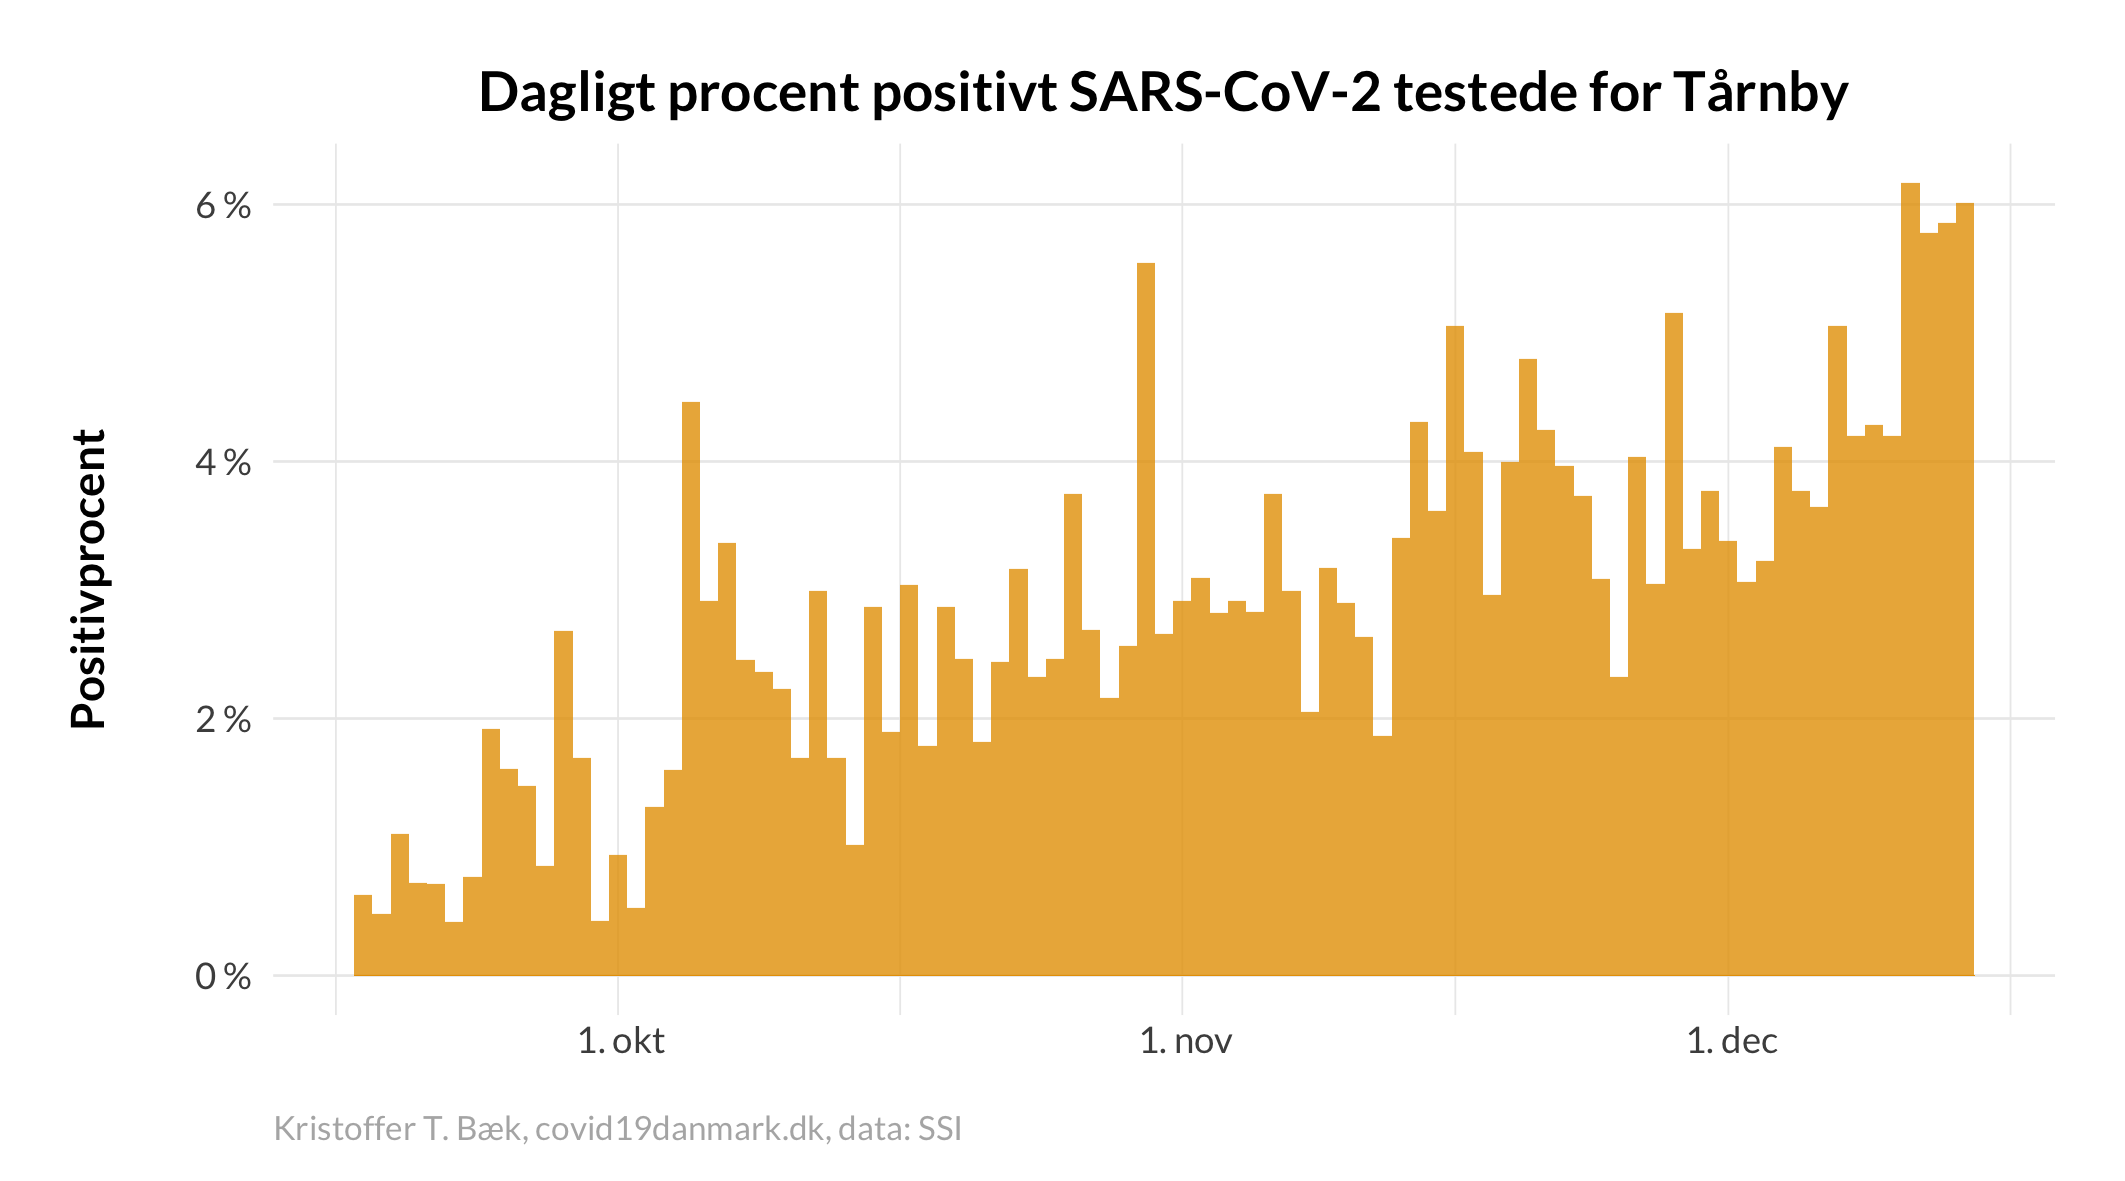 Dagligt procent positivt SARS-CoV-2 testede for Tårnby
Positivprocent
6 %
4 %
2 %
0 %
1. okt
1. nov
1. dec
Kristoffer T. Bæk, covid19danmark.dk, data: SSI